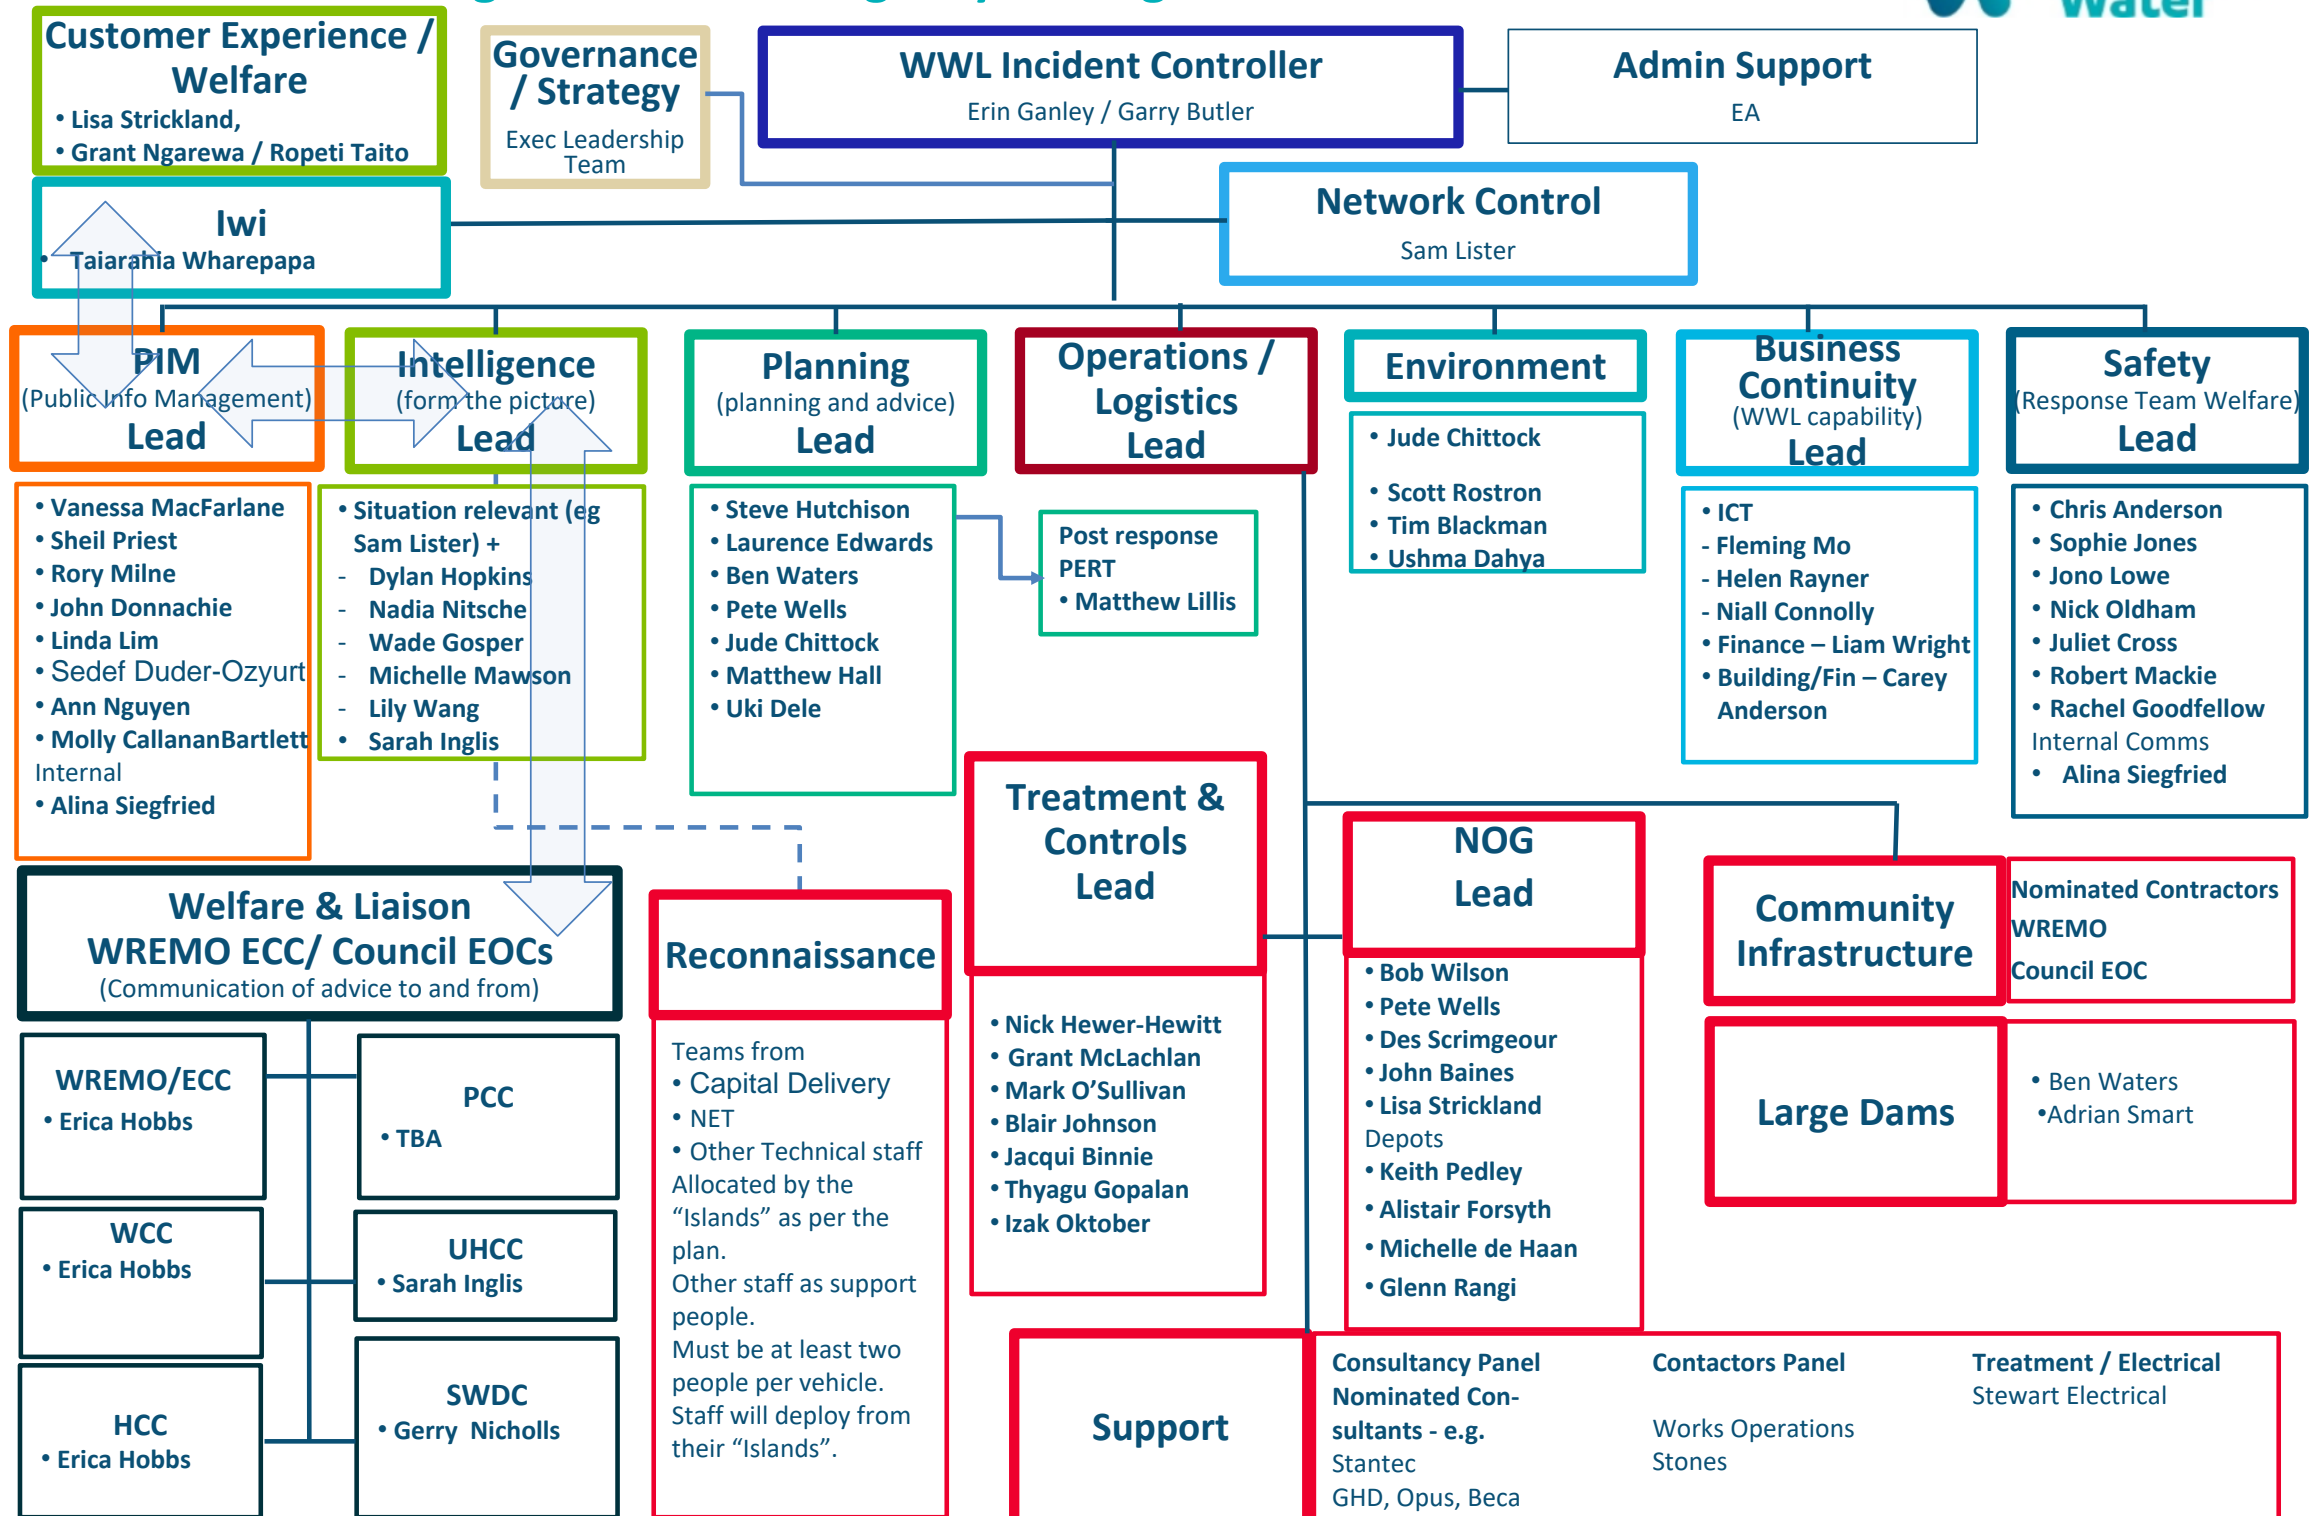 Water
Customer Experience /
Welfare
• Lisa Strickland,
• Grant Ngarewa / Ropeti Taito
Governance
/ Strategy
Exec Leadership
Team
WWL Incident Controller
Erin Ganley / Garry Butler
Admin Support
EA
Iwi
• Taiarahia Wharepapa
Network Control
Sam Lister
PIM
(Public Info Management)
Lead
Intelligence
(form the picture)
Lead
Planning
(planning and advice)
Lead
Operations /
Logistics
Lead
Environment
Business
Continuity
(WWL capability)
Lead
Safety
(Response Team Welfare)
Lead
• Vanessa MacFarlane
• Sheil Priest
• Rory Milne
• John Donnachie
• Linda Lim
• Sedef Duder-Ozyurt
• Ann Nguyen
• Molly CallananBartlett
Internal
• Alina Siegfried
• Situation relevant (eg
Sam Lister) +
- Dylan Hopkins
- Nadia Nitsche
- Wade Gosper
- Michelle Mawson
- Lily Wang
• Sarah Inglis
• Steve Hutchison
• Laurence Edwards
• Ben Waters
• Pete Wells
• Jude Chittock
• Matthew Hall
• Uki Dele
Post response
PERT
• Matthew Lillis
• Jude Chittock
• Scott Rostron
• Tim Blackman
• Ushma Dahya
• ICT
- Fleming Mo
- Helen Rayner
- Niall Connolly
• Finance – Liam Wright
• Building/Fin – Carey
Anderson
• Chris Anderson
• Sophie Jones
• Jono Lowe
• Nick Oldham
• Juliet Cross
• Robert Mackie
• Rachel Goodfellow
Internal Comms
• Alina Siegfried
Welfare & Liaison
WREMO ECC/ Council EOCs
(Communication of advice to and from)
WREMO/ECC
• Erica Hobbs
PCC
• TBA
WCC
• Erica Hobbs
UHCC
• Sarah Inglis
HCC
• Erica Hobbs
SWDC
• Gerry Nicholls
Reconnaissance
Teams from
• Capital Delivery
• NET
• Other Technical staff
Allocated by the
“Islands” as per the
plan.
Other staff as support
people.
Must be at least two
people per vehicle.
Staff will deploy from
their “Islands”.
Treatment &
Controls
Lead
• Nick Hewer-Hewitt
• Grant McLachlan
• Mark O’Sullivan
• Blair Johnson
• Jacqui Binnie
• Thyagu Gopalan
• Izak Oktober
NOG
Lead
• Bob Wilson
• Pete Wells
• Des Scrimgeour
• John Baines
• Lisa Strickland
Depots
• Keith Pedley
• Alistair Forsyth
• Michelle de Haan
• Glenn Rangi
Community
Infrastructure
Nominated Contractors
WREMO
Council EOC
Large Dams
• Ben Waters
•Adrian Smart
Support
Consultancy Panel
Nominated Con-
sultants - e.g.
Stantec
GHD, Opus, Beca
Contactors Panel
Works Operations
Stones
Treatment / Electrical
Stewart Electrical